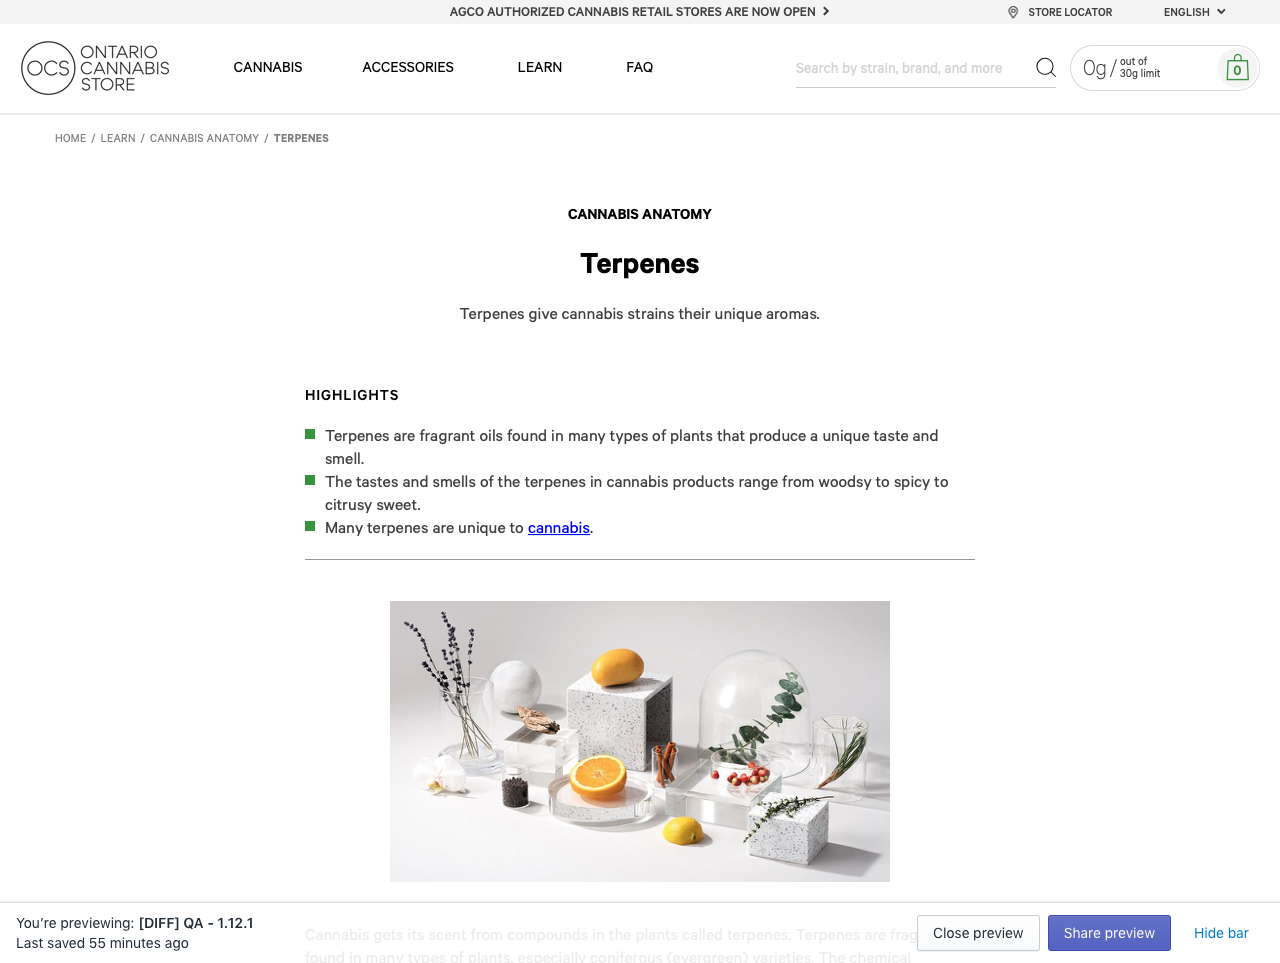 AGCO AUTHORIZED CANNABIS RETAIL STORES ARE NOW OPEN
STORE LOCATOR
ENGLISH
OCS ONTARIO CANNABIS STORE
CANNABIS
ACCESSORIES
LEARN
FAQ
Search by strain, brand, and more
0g / out of 30g limit
0
HOME / LEARN / CANNABIS ANATOMY / TERPENES
CANNABIS ANATOMY
Terpenes
Terpenes give cannabis strains their unique aromas.
HIGHLIGHTS
Terpenes are fragrant oils found in many types of plants that produce a unique taste and
smell.
The tastes and smells of the terpenes in cannabis products range from woodsy to spicy to
citrusy sweet.
Many terpenes are unique to cannabis.
Cannabis gets its scent from compounds in the plants called terpenes. Terpenes are frag
found in many types of plants, especially coniferous (evergreen) varieties. The chemical
You're previewing: [DIFF] QA - 1.12.1
Last saved 55 minutes ago
Close preview
Share preview
Hide bar